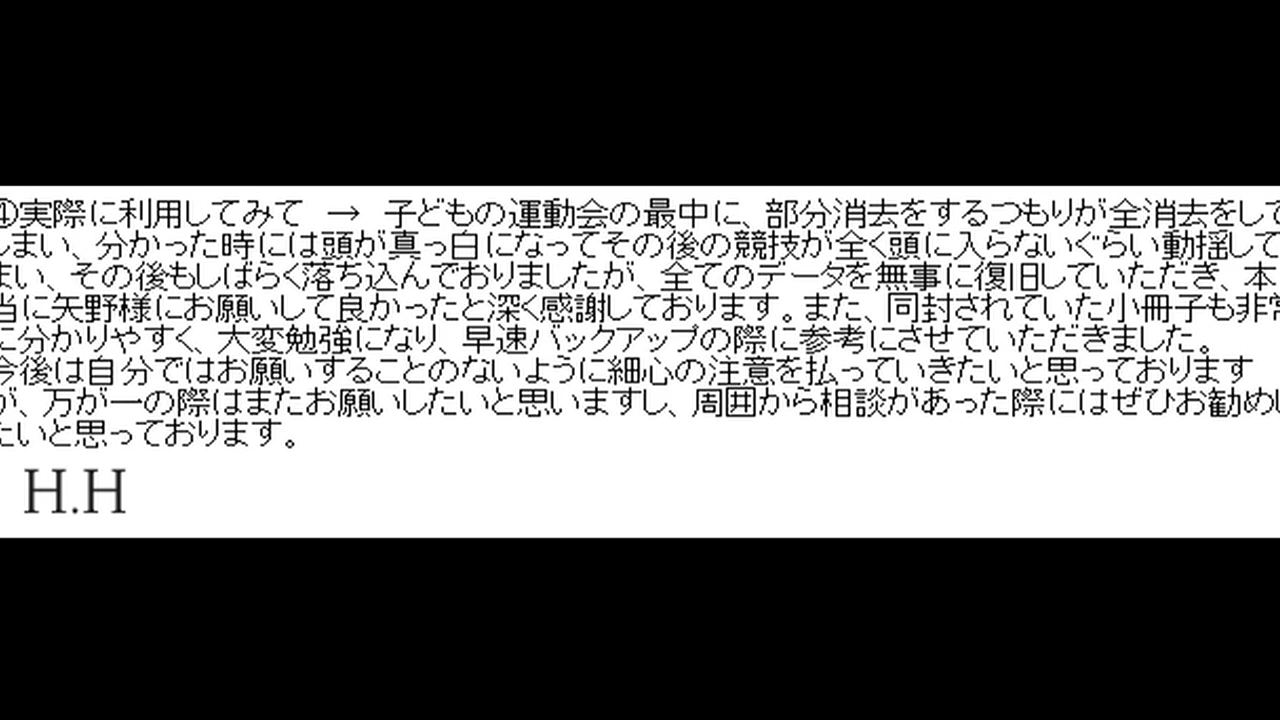 ④実際に利用してみて → 子どもの運動会の最中に、部分消去をするつもりが全消去をして
しまい、分かった時には頭が真っ白になってその後の競技が全く頭に入らないぐらい動揺して
まい、その後もしばらく落ち込んでおりましたが、全てのデータを無事に復旧していただき、本
当に矢野様にお願いして良かったと深く感謝しております。また、同封されていた小冊子も非常
に分かりやすく、大変勉強になり、早速バックアップの際に参考にさせていただきました。
今後は自分ではお願いすることのないように細心の注意を払っていきたいと思っております
が、万が一の際はまたお願いしたいと思いますし、周囲から相談があった際にはぜひお勧めし
たいと思っております。
H.H